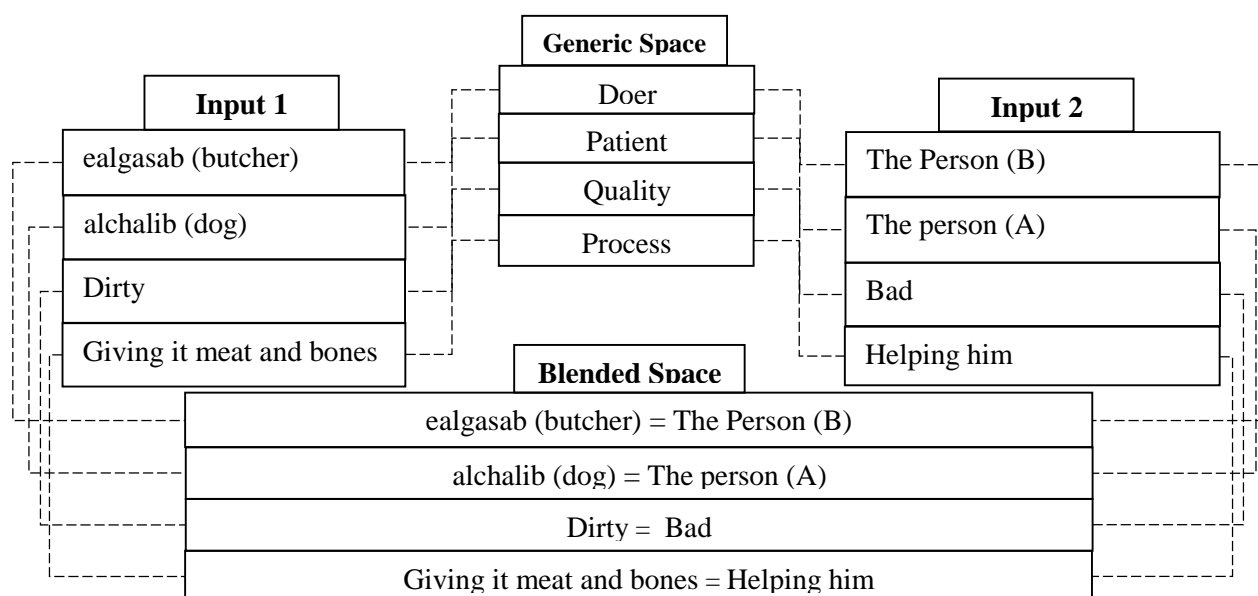 Generic Space
Doer
Patient
Quality
Process
Input 1
ealgasab (butcher)
alchalib (dog)
Dirty
Giving it meat and bones
Input 2
The Person (B)
The person (A)
Bad
Helping him
Blended Space
ealgasab (butcher) = The Person (B)
alchalib (dog) = The person (A)
Dirty = Bad
Giving it meat and bones = Helping him